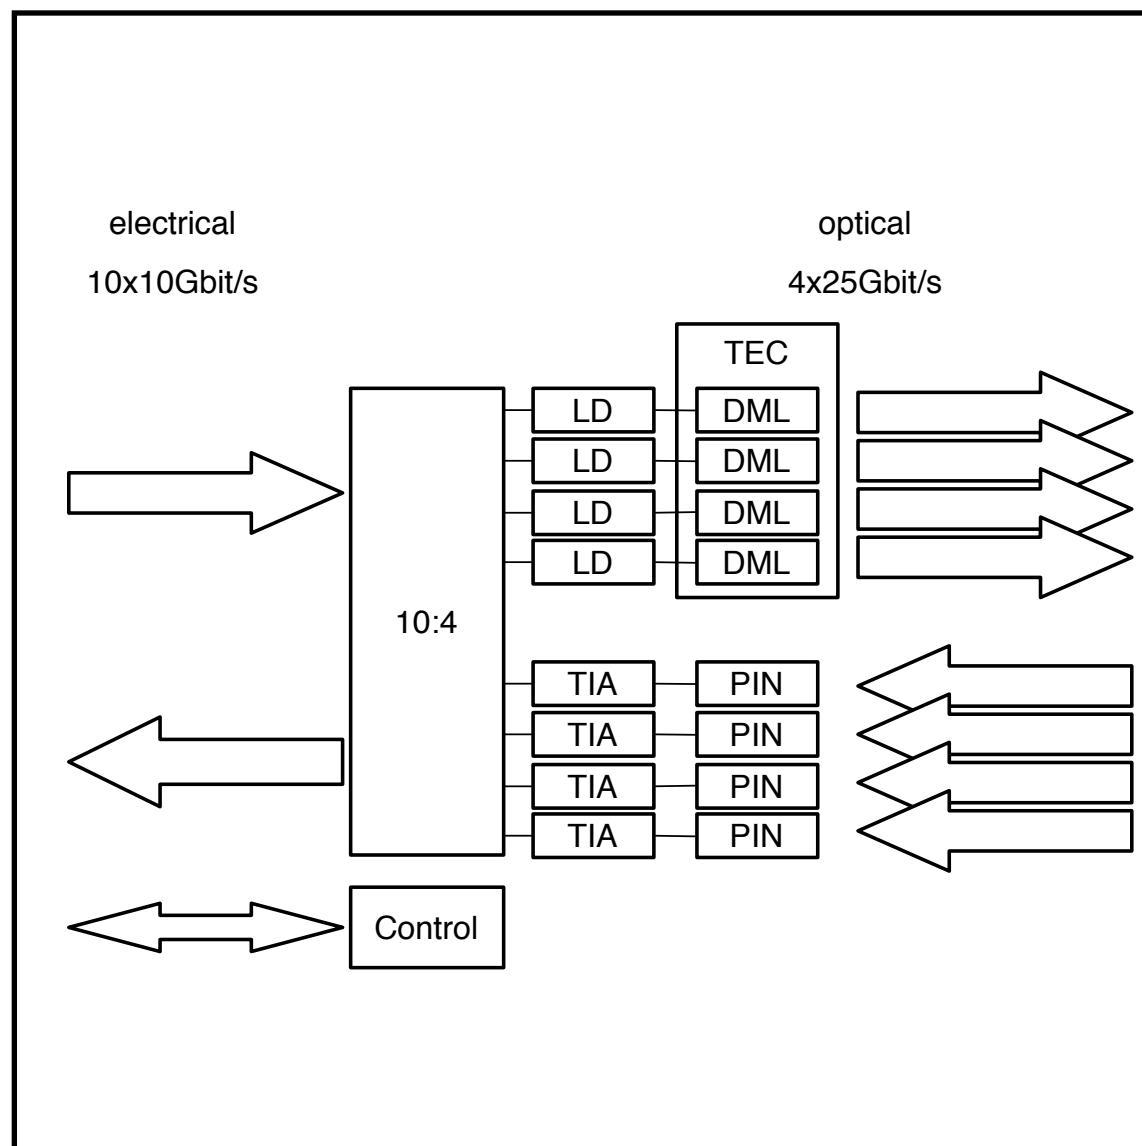 electrical
10x10Gbit/s
optical
4x25Gbit/s
TEC
LD
DML
LD
DML
LD
DML
LD
DML
10:4
TIA
PIN
TIA
PIN
TIA
PIN
TIA
PIN
Control